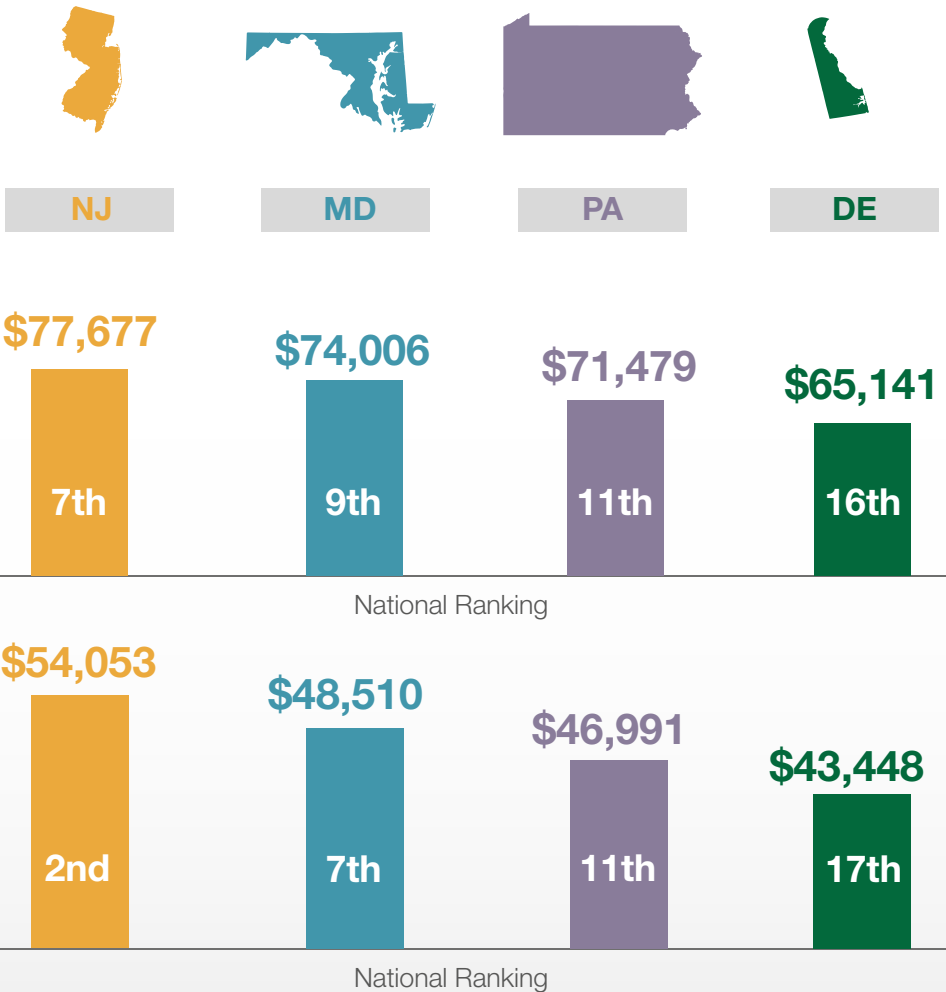 NJ MD PA DE
$77,677 $74,006 $71,479 $65,141
7th 9th 11th 16th
National Ranking
$54,053 $48,510 $46,991 $43,448
2nd 7th 11th 17th
National Ranking